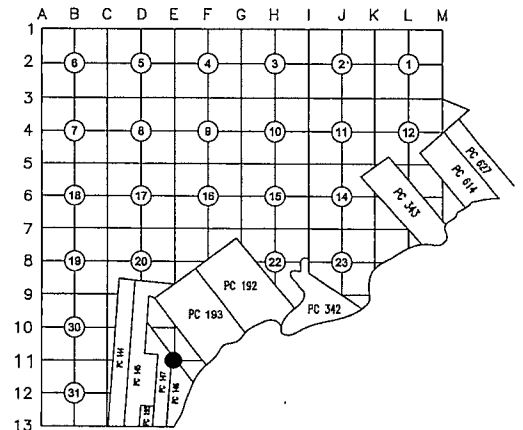 A B C D E F G H I J K L M
1
2 6 5 4 3 2 1
3
4 7 8 9 10 11 12
PC 627
5
PC 614
6 18 17 16 15 14
PC 343
7
8 19 20 22 23
9 PC 192
PC 193 PC 342
10 30
PC 144
11
PC 145 PC 147 PC 146
12 31
13